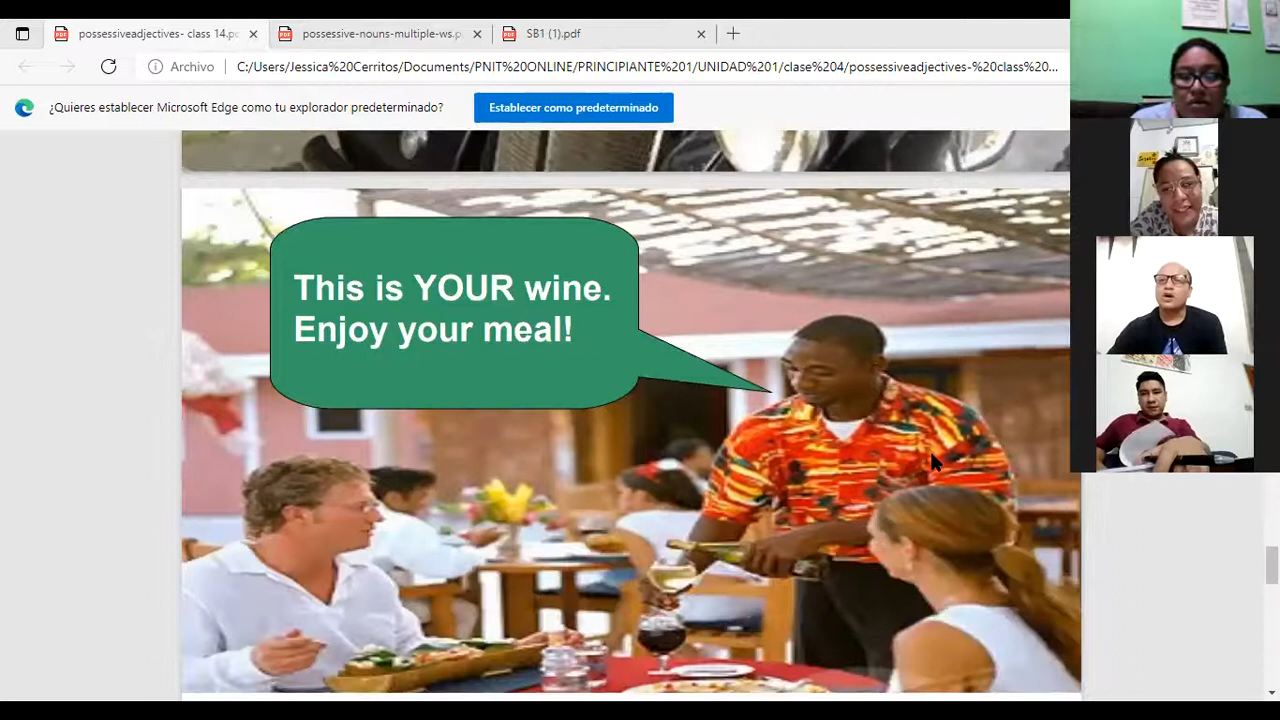 possessiveadjectives- class 14.pc
possessive-nouns-multiple-ws.p
SB1 (1).pdf
Archivo
C:/Users/Jessica%20Cerritos/Documents/PNIT%20ONLINE/PRINCIPIANTE%201/UNIDAD%201/clase%204/possessiveadjectives-%20class%20...
¿Quieres establecer Microsoft Edge como tu explorador predeterminado?
Establecer como predeterminado
This is YOUR wine.
Enjoy your meal!